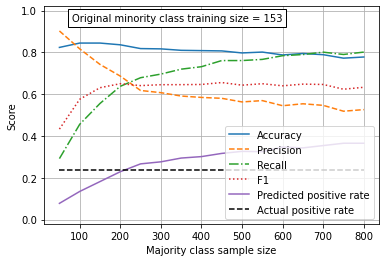 Original minority class training size = 153
1.0
0.8
0.6
0.4
0.2
0.0
Score
Accuracy
Precision
Recall
F1
Predicted positive rate
Actual positive rate
100 200 300 400 500 600 700 800
Majority class sample size